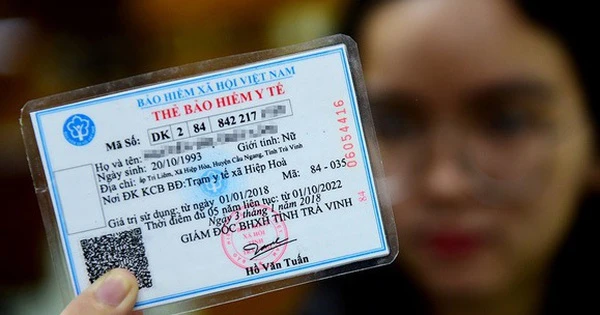 BẢO HIỂM XÃ HỘI VIỆT NAM
THẺ BẢO HIỂM Y TẾ
Mã Số: DK 2 84 842 217
Họ và tên:
Ngày sinh: 20/10/1993 Giới tính: Nữ
Địa chỉ: Ấp Trì Liêm, Xã Hiệp Hòa, Huyện Cầu Ngang, Tỉnh Trà Vinh
Nơi ĐK KCB BĐ: Trạm y tế xã Hiệp Hoà Mã 84 - 035
Giá trị sử dụng: từ ngày 01/01/2018
Thời điểm đủ 05 năm liên tục: từ 01/10/2022
Ngày 3 tháng 1 năm 2018
GIÁM ĐỐC BHXH TỈNH TRÀ VINH
Hồ Văn Tuấn
06054416